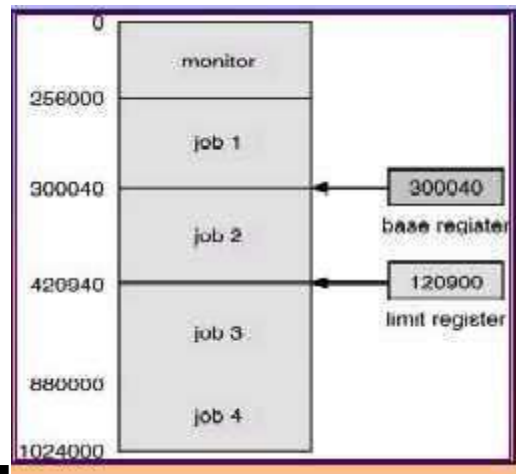 0
monitor
256000
job 1
300040
300040
base register
job 2
420940
120900
limit register
job 3
880000
job 4
1024000